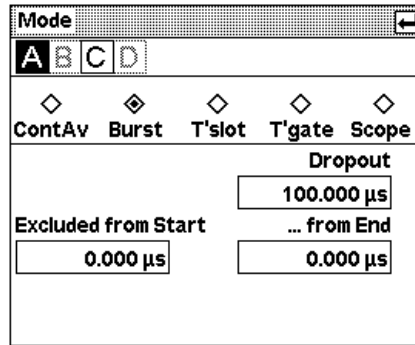 Mode
A B C D
ContAv Burst T'slot T'gate Scope
Dropout
100.000 µs
Excluded from Start ... from End
0.000 µs 0.000 µs